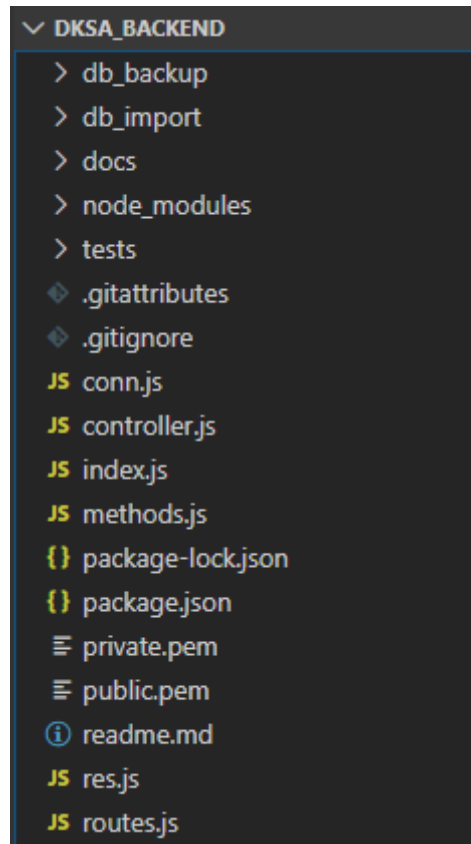 DKSA_BACKEND
db_backup
db_import
docs
node_modules
tests
.gitattributes
.gitignore
JS conn.js
JS controller.js
JS index.js
JS methods.js
{} package-lock.json
{} package.json
private.pem
public.pem
readme.md
JS res.js
JS routes.js